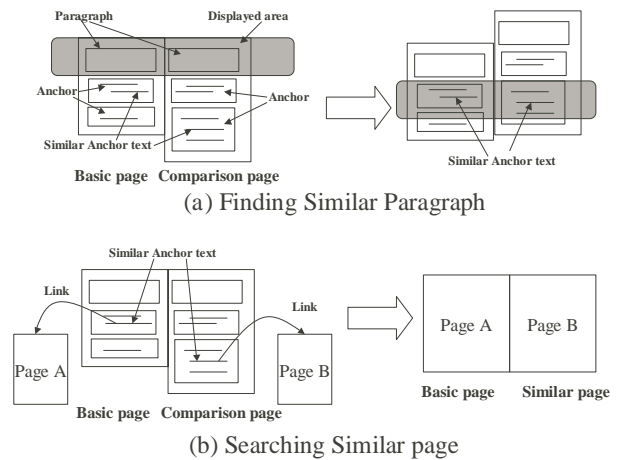 Paragraph
Displayed area
Anchor
Anchor
Similar Anchor text
Similar Anchor text
Basic page
Comparison page
(a) Finding Similar Paragraph
Similar Anchor text
Link
Link
Page A
Page B
Page A
Page B
Basic page
Comparison page
Basic page
Similar page
(b) Searching Similar page